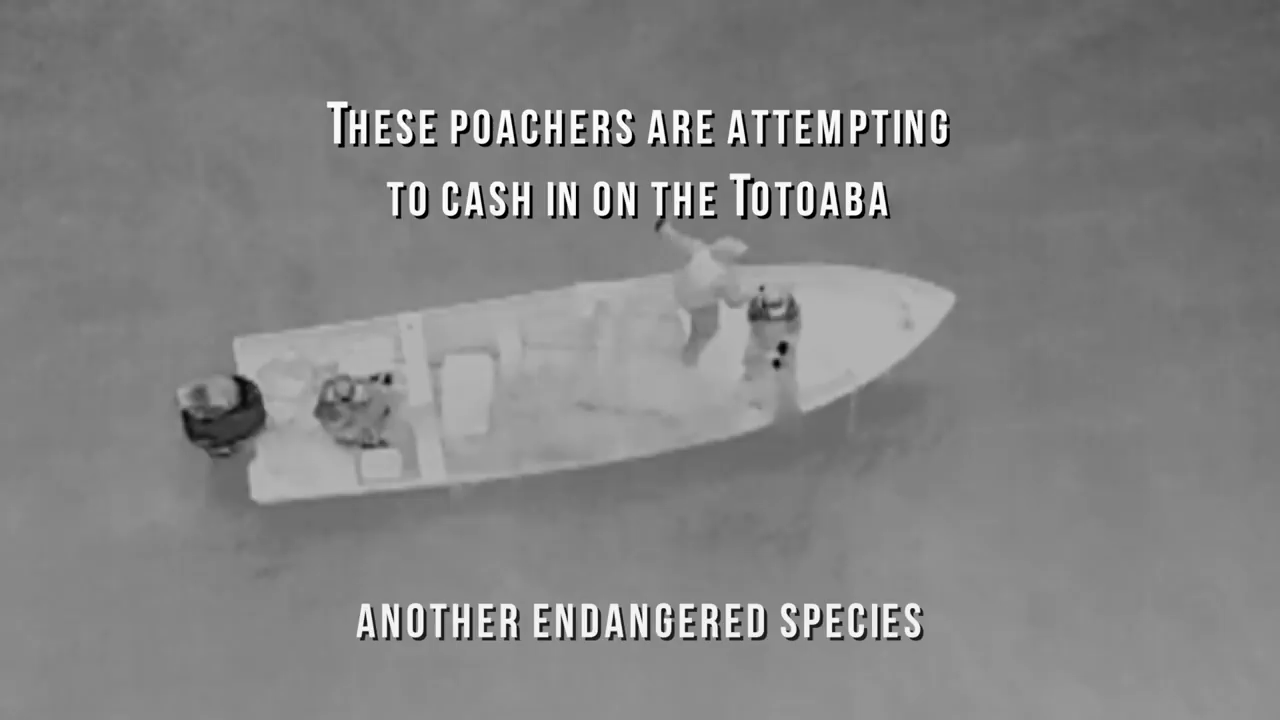 These poachers are attempting
to cash in on the Totoaba
another endangered species